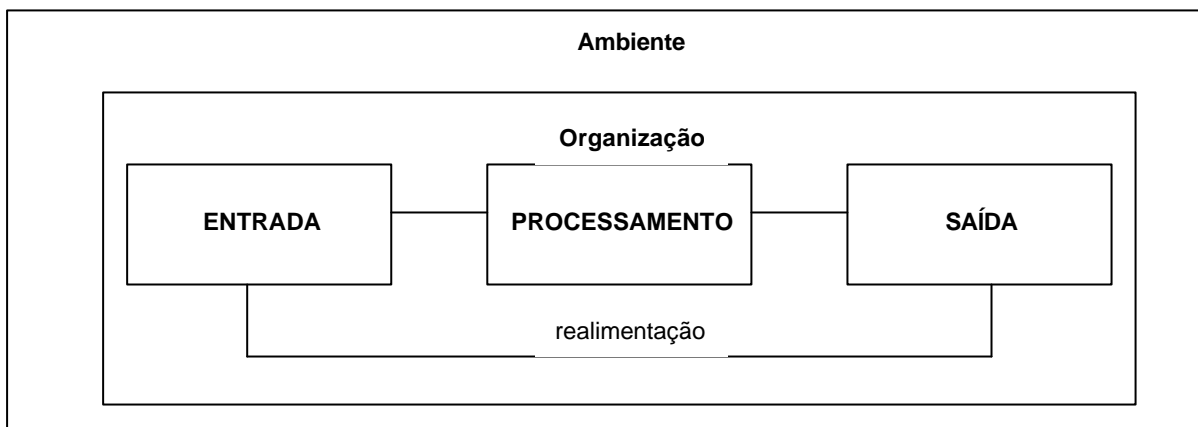 Ambiente
Organização
ENTRADA
PROCESSAMENTO
SAÍDA
realimentação